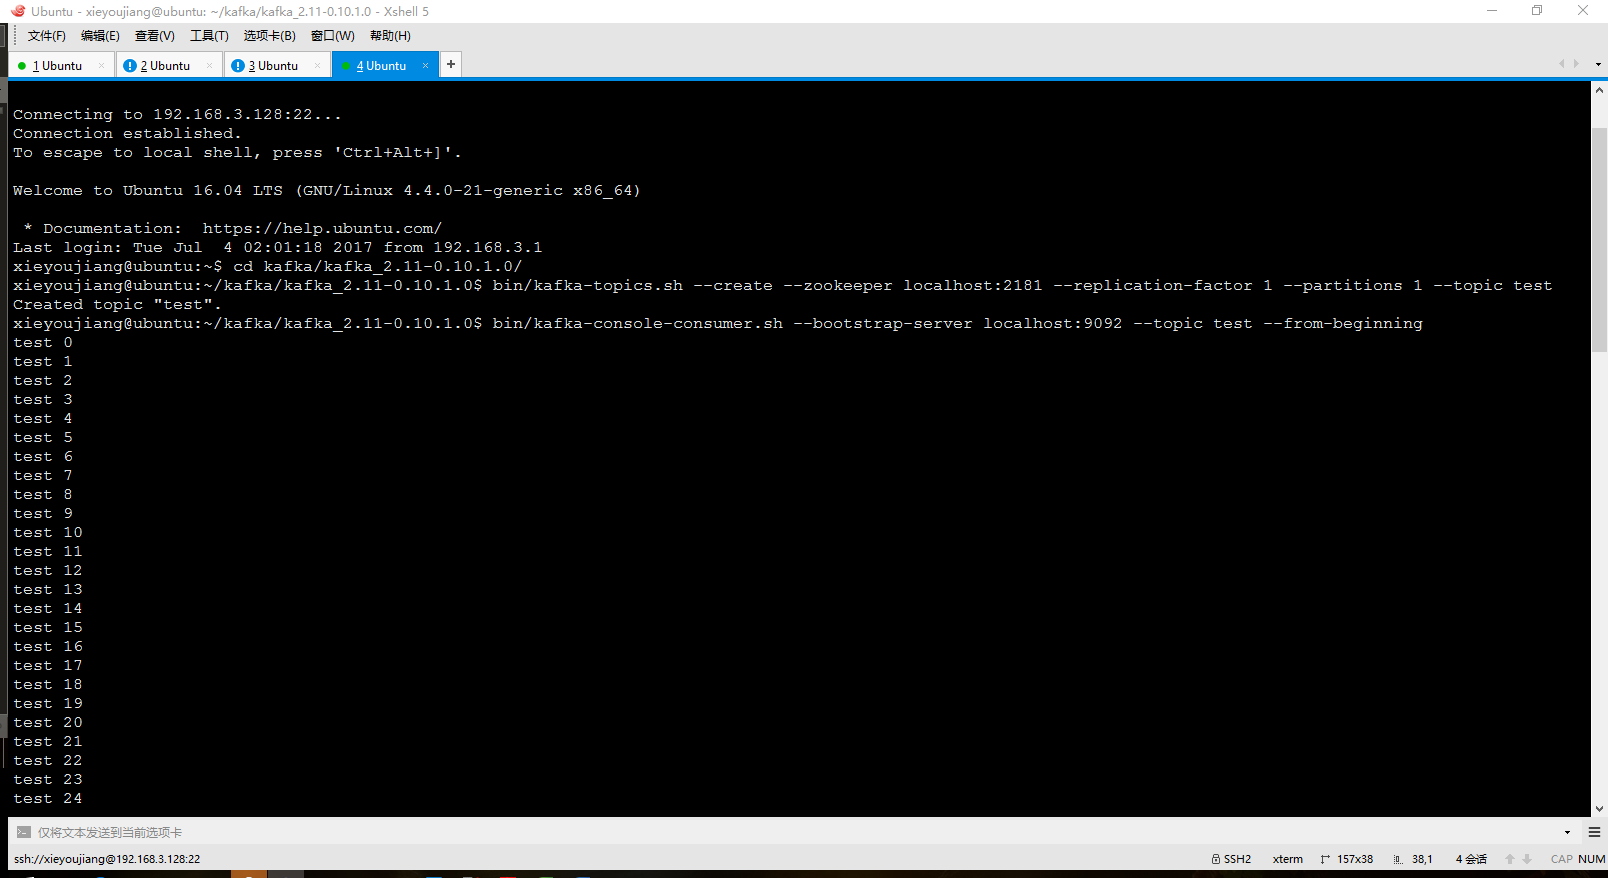 Ubuntu - xieyoujiang@ubuntu: ~/kafka/kafka_2.11-0.10.1.0 - Xshell 5
文件(F) 编辑(E) 查看(V) 工具(T) 选项卡(B) 窗口(W) 帮助(H)
1 Ubuntu × 2 Ubuntu × 3 Ubuntu × 4 Ubuntu × +
Connecting to 192.168.3.128:22...
Connection established.
To escape to local shell, press 'Ctrl+Alt+]'.
Welcome to Ubuntu 16.04 LTS (GNU/Linux 4.4.0-21-generic x86_64)
* Documentation:  https://help.ubuntu.com/
Last login: Tue Jul  4 02:01:18 2017 from 192.168.3.1
xieyoujiang@ubuntu:~$ cd kafka/kafka_2.11-0.10.1.0/
xieyoujiang@ubuntu:~/kafka/kafka_2.11-0.10.1.0$ bin/kafka-topics.sh --create --zookeeper localhost:2181 --replication-factor 1 --partitions 1 --topic test
Created topic "test".
xieyoujiang@ubuntu:~/kafka/kafka_2.11-0.10.1.0$ bin/kafka-console-consumer.sh --bootstrap-server localhost:9092 --topic test --from-beginning
test 0
test 1
test 2
test 3
test 4
test 5
test 6
test 7
test 8
test 9
test 10
test 11
test 12
test 13
test 14
test 15
test 16
test 17
test 18
test 19
test 20
test 21
test 22
test 23
test 24
仅将文本发送到当前选项卡
ssh://xieyoujiang@192.168.3.128:22 SSH2 xterm 157x38 38,1 4 会话 CAP NUM